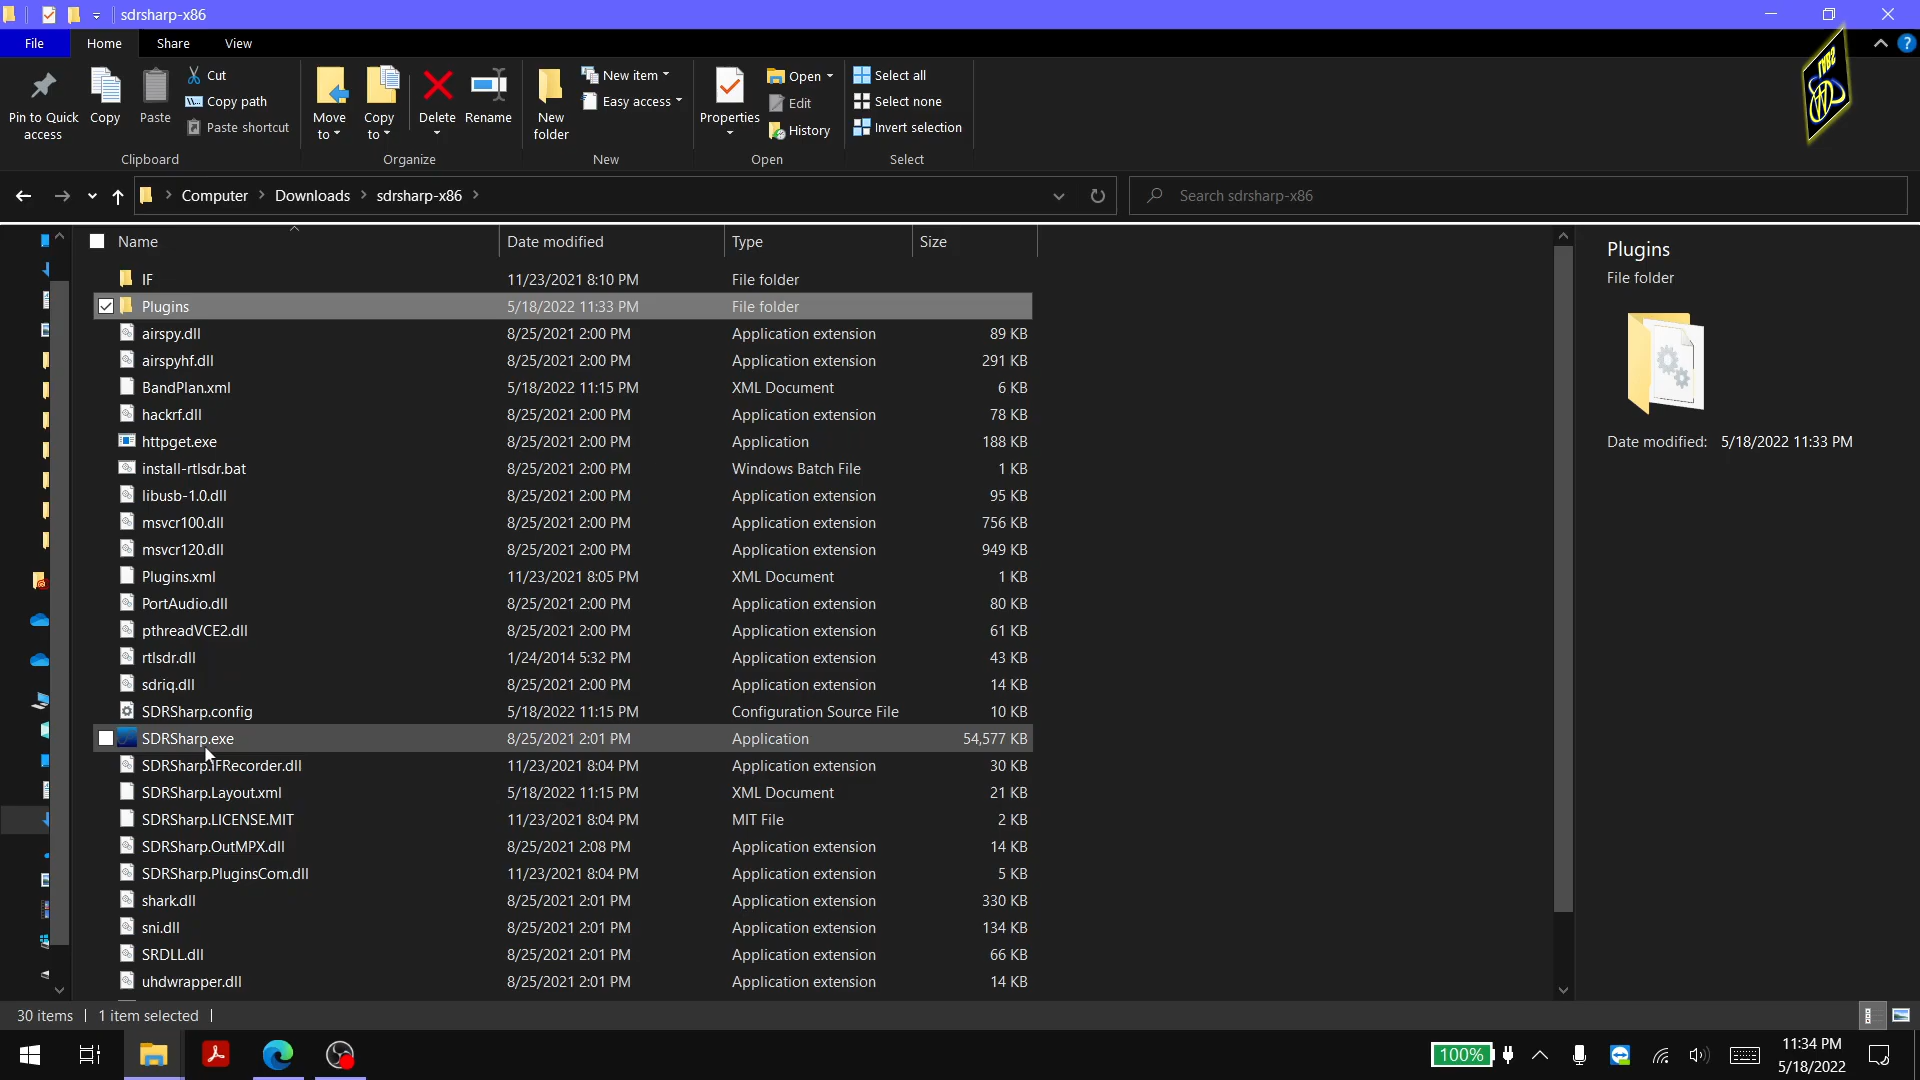 sdrsharp-x86
File
Home
Share
View
Pin to Quick access
Copy
Paste
Cut
Copy path
Paste shortcut
Clipboard
Move to
Copy to
Delete
Rename
Organize
New folder
New item
Easy access
New
Properties
Open
Edit
History
Open
Select all
Select none
Invert selection
Select
Computer
Downloads
sdrsharp-x86
Search sdrsharp-x86
Name Date modified Type Size
IF 11/23/2021 8:10 PM File folder
Plugins 5/18/2022 11:33 PM File folder
airspy.dll 8/25/2021 2:00 PM Application extension 89 KB
airspyhf.dll 8/25/2021 2:00 PM Application extension 291 KB
BandPlan.xml 5/18/2022 11:15 PM XML Document 6 KB
hackrf.dll 8/25/2021 2:00 PM Application extension 78 KB
httpget.exe 8/25/2021 2:00 PM Application 188 KB
install-rtlsdr.bat 8/25/2021 2:00 PM Windows Batch File 1 KB
libusb-1.0.dll 8/25/2021 2:00 PM Application extension 95 KB
msvcr100.dll 8/25/2021 2:00 PM Application extension 756 KB
msvcr120.dll 8/25/2021 2:00 PM Application extension 949 KB
Plugins.xml 11/23/2021 8:05 PM XML Document 1 KB
PortAudio.dll 8/25/2021 2:00 PM Application extension 80 KB
pthreadVCE2.dll 8/25/2021 2:00 PM Application extension 61 KB
rtlsdr.dll 1/24/2014 5:32 PM Application extension 43 KB
sdriq.dll 8/25/2021 2:00 PM Application extension 14 KB
SDRSharp.config 5/18/2022 11:15 PM Configuration Source File 10 KB
SDRSharp.exe 8/25/2021 2:01 PM Application 54,577 KB
SDRSharp.IFRecorder.dll 11/23/2021 8:04 PM Application extension 30 KB
SDRSharp.Layout.xml 5/18/2022 11:15 PM XML Document 21 KB
SDRSharp.LICENSE.MIT 11/23/2021 8:04 PM MIT File 2 KB
SDRSharp.OutMPX.dll 8/25/2021 2:08 PM Application extension 14 KB
SDRSharp.PluginsCom.dll 11/23/2021 8:04 PM Application extension 5 KB
shark.dll 8/25/2021 2:01 PM Application extension 330 KB
sni.dll 8/25/2021 2:01 PM Application extension 134 KB
SRDLL.dll 8/25/2021 2:01 PM Application extension 66 KB
uhdwrapper.dll 8/25/2021 2:01 PM Application extension 14 KB
Plugins
File folder
Date modified: 5/18/2022 11:33 PM
30 items
1 item selected
100%
11:34 PM
5/18/2022